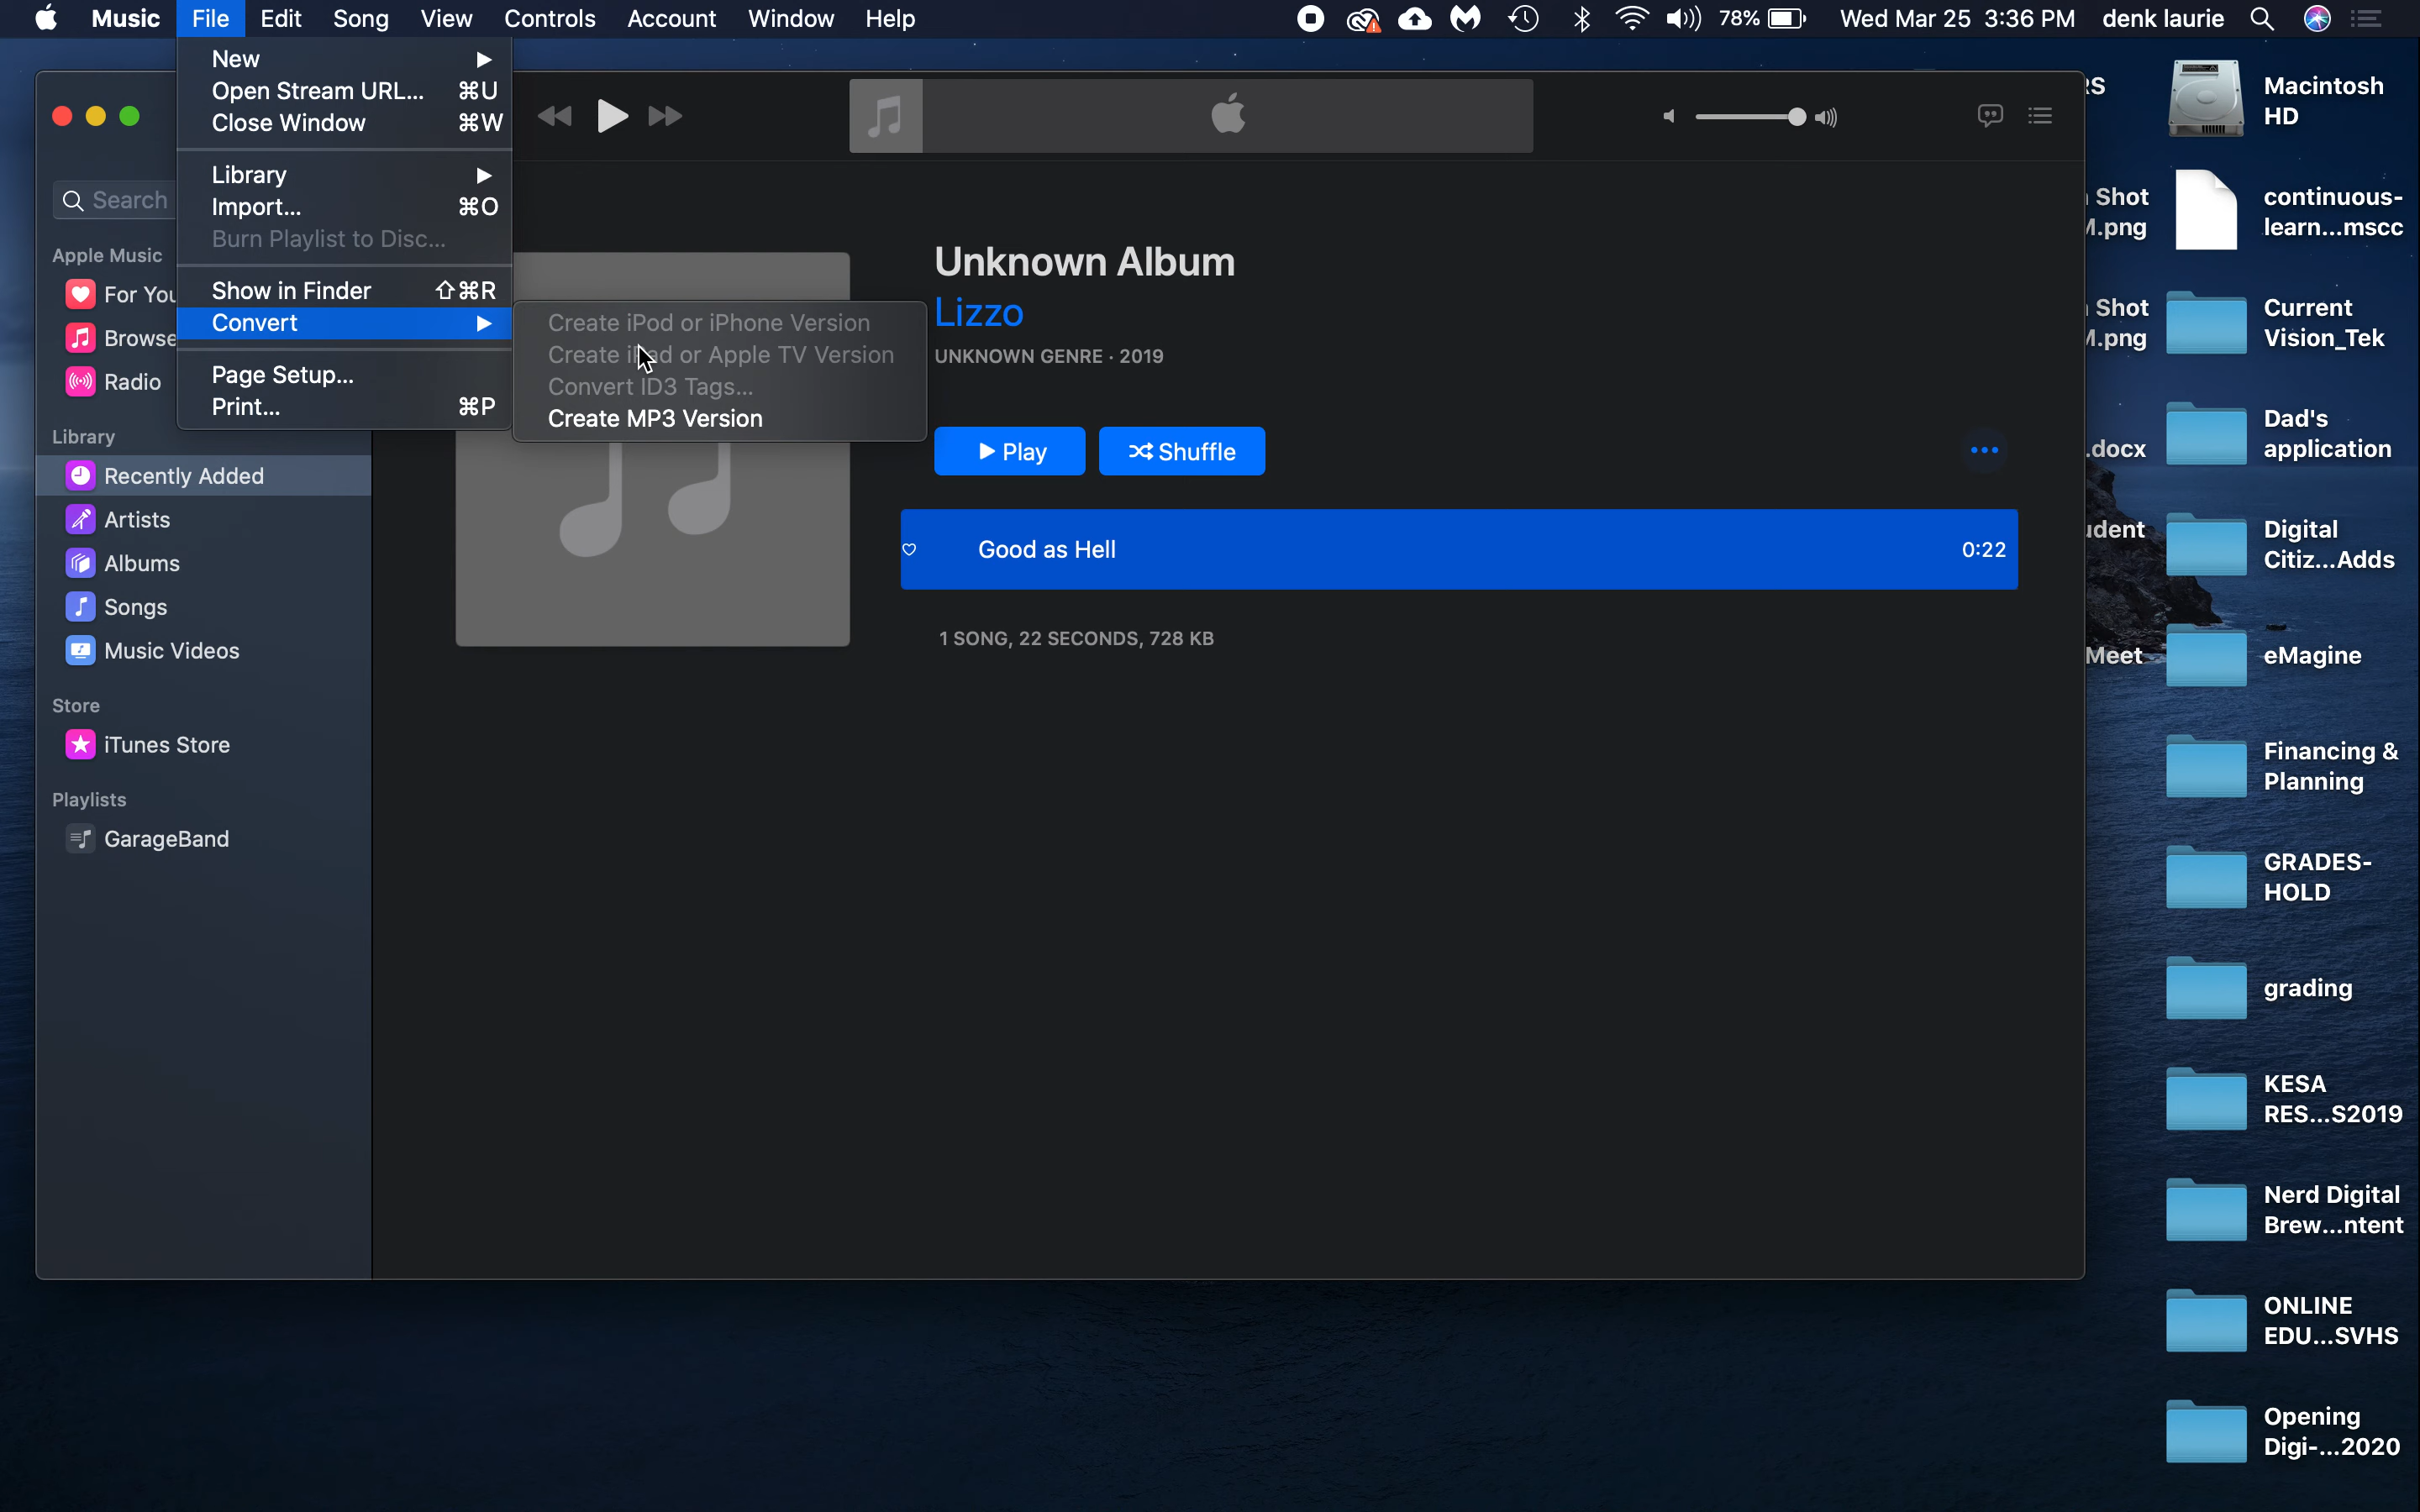 Music File Edit Song View Controls Account Window Help 78% Wed Mar 25 3:36 PM denk laurie
New
Open Stream URL... ⌘U
Close Window ⌘W
Library
Import... ⌘O
Burn Playlist to Disc...
Show in Finder ⇧⌘R
Convert
Page Setup...
Print... ⌘P
Create iPod or iPhone Version
Create iPad or Apple TV Version
Convert ID3 Tags...
Create MP3 Version
Search
Apple Music
For You
Browse
Radio
Library
Recently Added
Artists
Albums
Songs
Music Videos
Store
iTunes Store
Playlists
GarageBand
Unknown Album
Lizzo
UNKNOWN GENRE · 2019
Play Shuffle
Good as Hell 0:22
1 SONG, 22 SECONDS, 728 KB
Shot
.png
Shot
.png
.docx
Meet
Macintosh
HD
continuous-
learn...mscc
Current
Vision_Tek
Dad's
application
Digital
Citiz...Adds
eMagine
Financing &
Planning
GRADES-
HOLD
grading
KESA
RES...S2019
Nerd Digital
Brew...ntent
ONLINE
EDU...SVHS
Opening
Digi-...2020